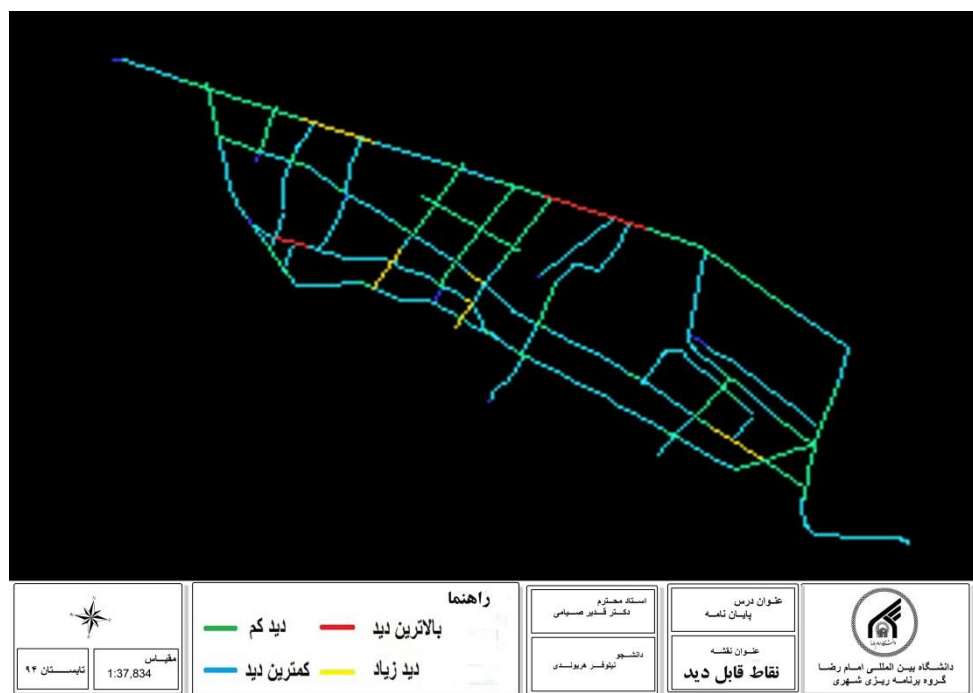 راهنما
بالاترین دید
دید کم
دید زیاد
کمترین دید
دانشگاه بین المللی امام رضا
گروه برنامه ریزی شهری
عنوان درس
پایان نامه
عنوان نقشه
نقاط قابل دید
استاد محترم
دکتر قدیر صیامی
دانشجو
نیلوفر هریوندی
مقیاس
1:37,834
تابستان ۹۴
N